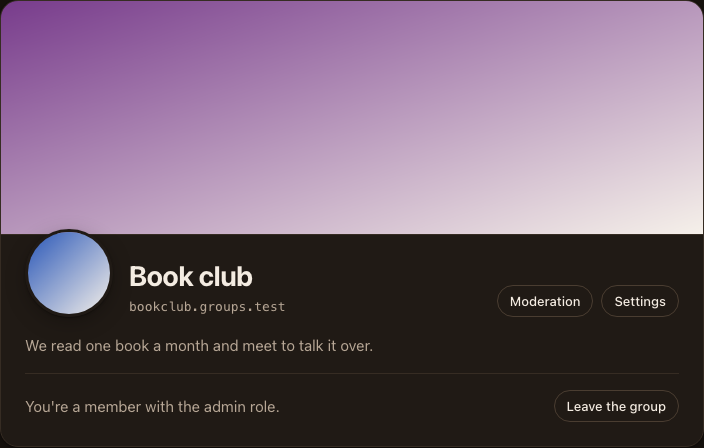 Book club
bookclub.groups.test
Moderation
Settings
We read one book a month and meet to talk it over.
You're a member with the admin role.
Leave the group